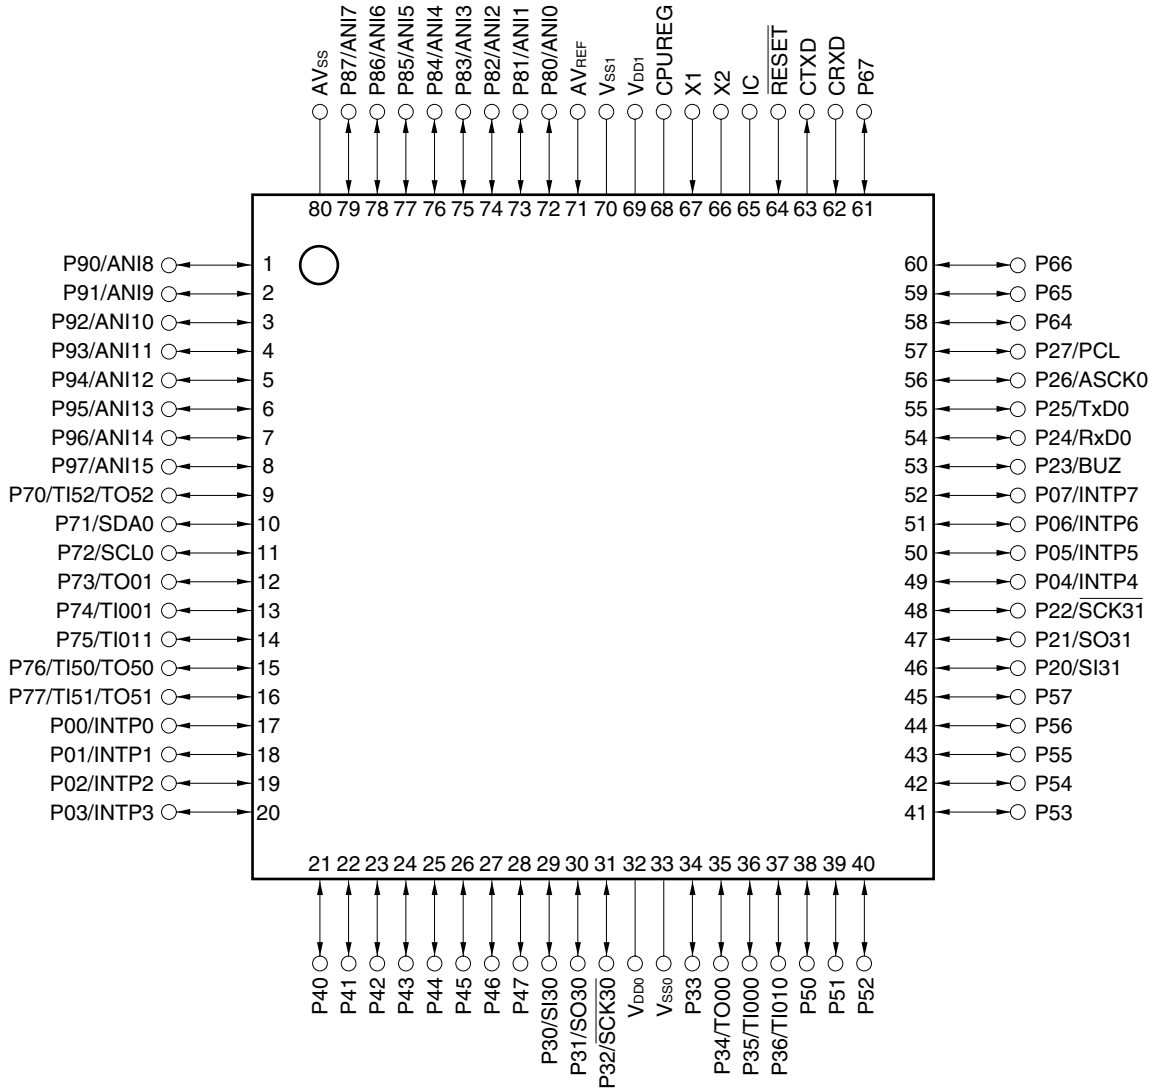 AVSS
P87/ANI7
P86/ANI6
P85/ANI5
P84/ANI4
P83/ANI3
P82/ANI2
P81/ANI1
P80/ANI0
AVREF
VSS1
VDD1
CPUREG
X1
X2
IC
RESET
CTXD
CRXD
P67
80 79 78 77 76 75 74 73 72 71 70 69 68 67 66 65 64 63 62 61
P90/ANI8 1
P91/ANI9 2
P92/ANI10 3
P93/ANI11 4
P94/ANI12 5
P95/ANI13 6
P96/ANI14 7
P97/ANI15 8
P70/TI52/TO52 9
P71/SDA0 10
P72/SCL0 11
P73/TO01 12
P74/TI001 13
P75/TI011 14
P76/TI50/TO50 15
P77/TI51/TO51 16
P00/INTP0 17
P01/INTP1 18
P02/INTP2 19
P03/INTP3 20
60 P66
59 P65
58 P64
57 P27/PCL
56 P26/ASCK0
55 P25/TxD0
54 P24/RxD0
53 P23/BUZ
52 P07/INTP7
51 P06/INTP6
50 P05/INTP5
49 P04/INTP4
48 P22/SCK31
47 P21/SO31
46 P20/SI31
45 P57
44 P56
43 P55
42 P54
41 P53
21 22 23 24 25 26 27 28 29 30 31 32 33 34 35 36 37 38 39 40
P40
P41
P42
P43
P44
P45
P46
P47
P30/SI30
P31/SO30
P32/SCK30
VDD0
VSS0
P33
P34/TO00
P35/TI000
P36/TI010
P50
P51
P52